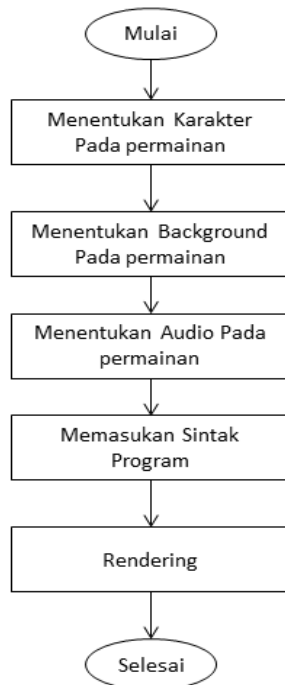 Mulai
Menentukan Karakter
Pada permainan
Menentukan Background
Pada permainan
Menentukan Audio Pada
permainan
Memasukan Sintak
Program
Rendering
Selesai